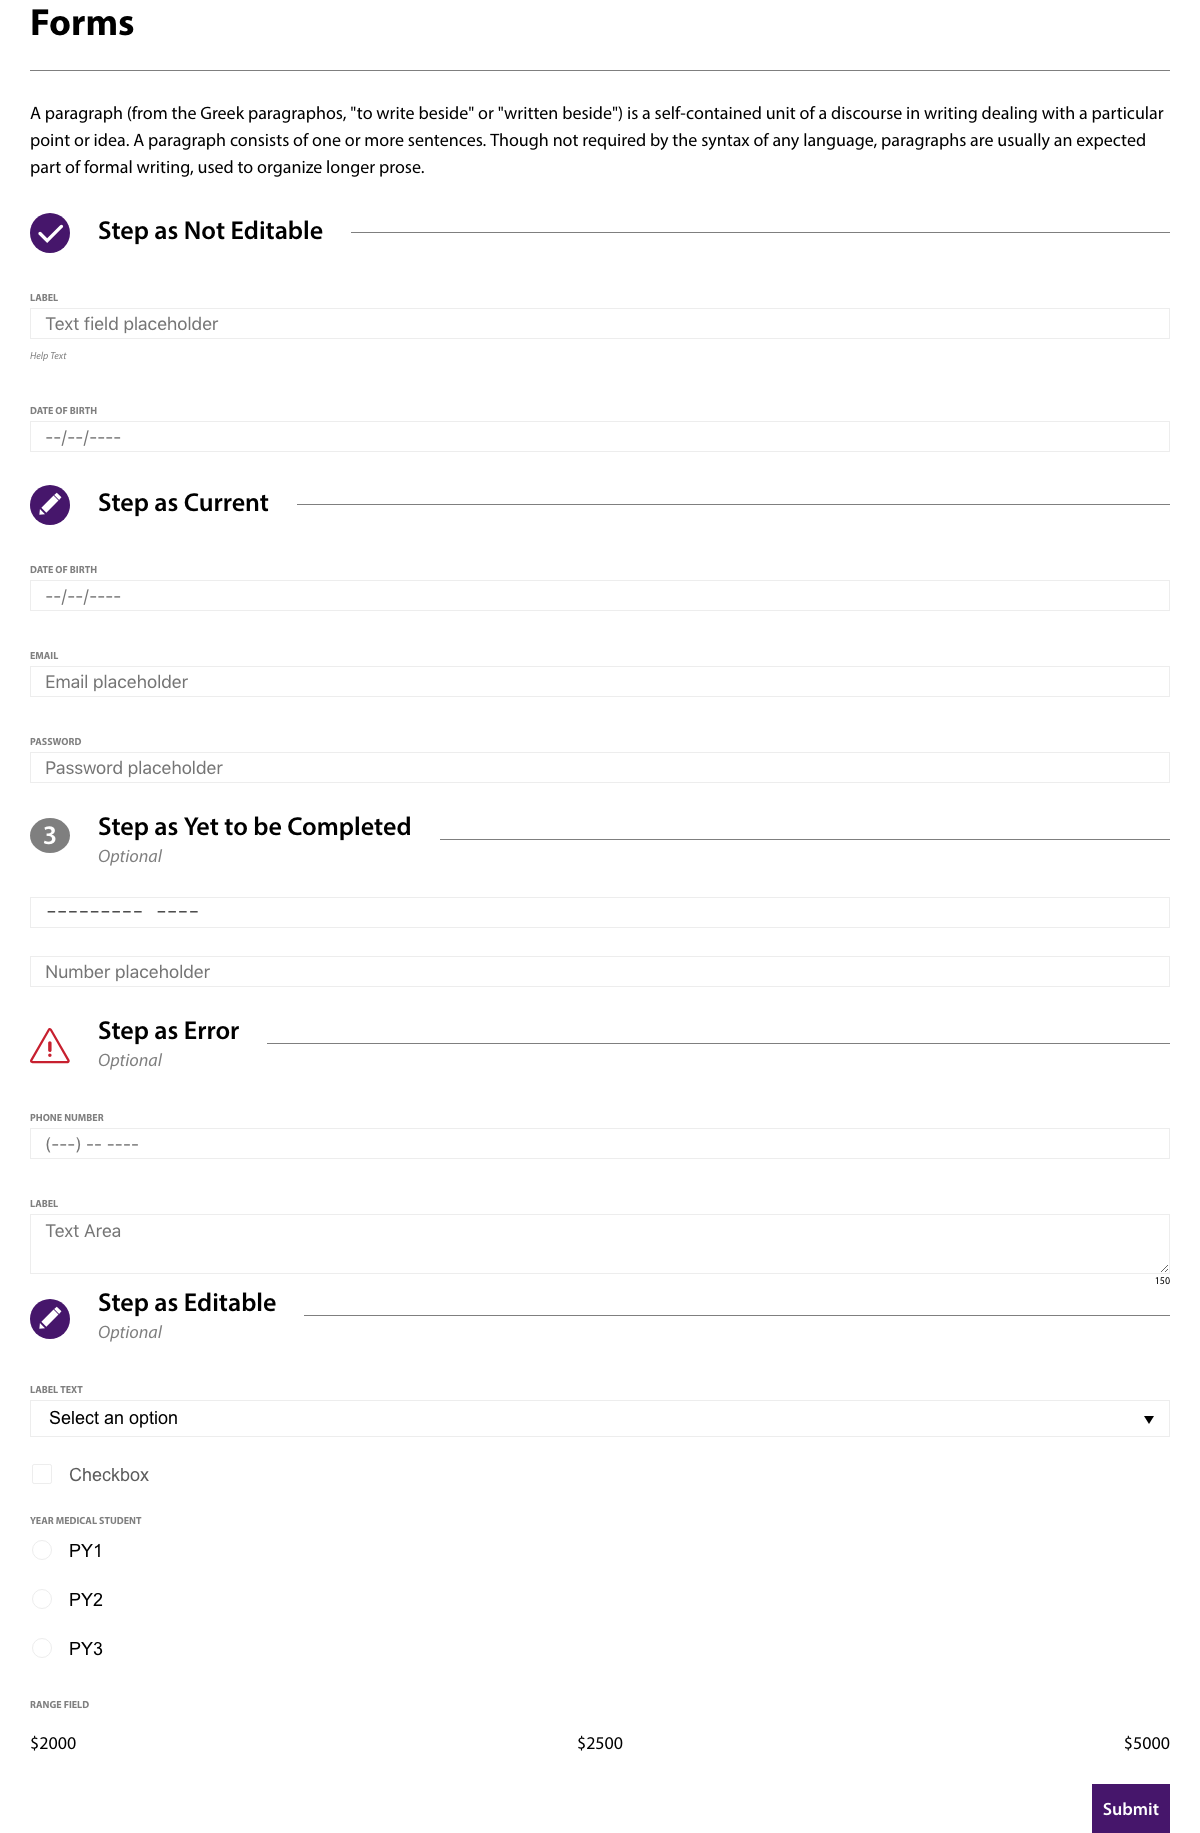 Forms
A paragraph (from the Greek paragraphos, "to write beside" or "written beside") is a self-contained unit of a discourse in writing dealing with a particular
point or idea. A paragraph consists of one or more sentences. Though not required by the syntax of any language, paragraphs are usually an expected
part of formal writing, used to organize longer prose.
Step as Not Editable
LABEL
Text field placeholder
Help Text
DATE OF BIRTH
--/--/----
Step as Current
DATE OF BIRTH
--/--/----
EMAIL
Email placeholder
PASSWORD
Password placeholder
3 Step as Yet to be Completed
Optional
--------- ----
Number placeholder
Step as Error
Optional
PHONE NUMBER
(---) -- ----
LABEL
Text Area
150
Step as Editable
Optional
LABEL TEXT
Select an option
Checkbox
YEAR MEDICAL STUDENT
PY1
PY2
PY3
RANGE FIELD
$2000 $2500 $5000
Submit